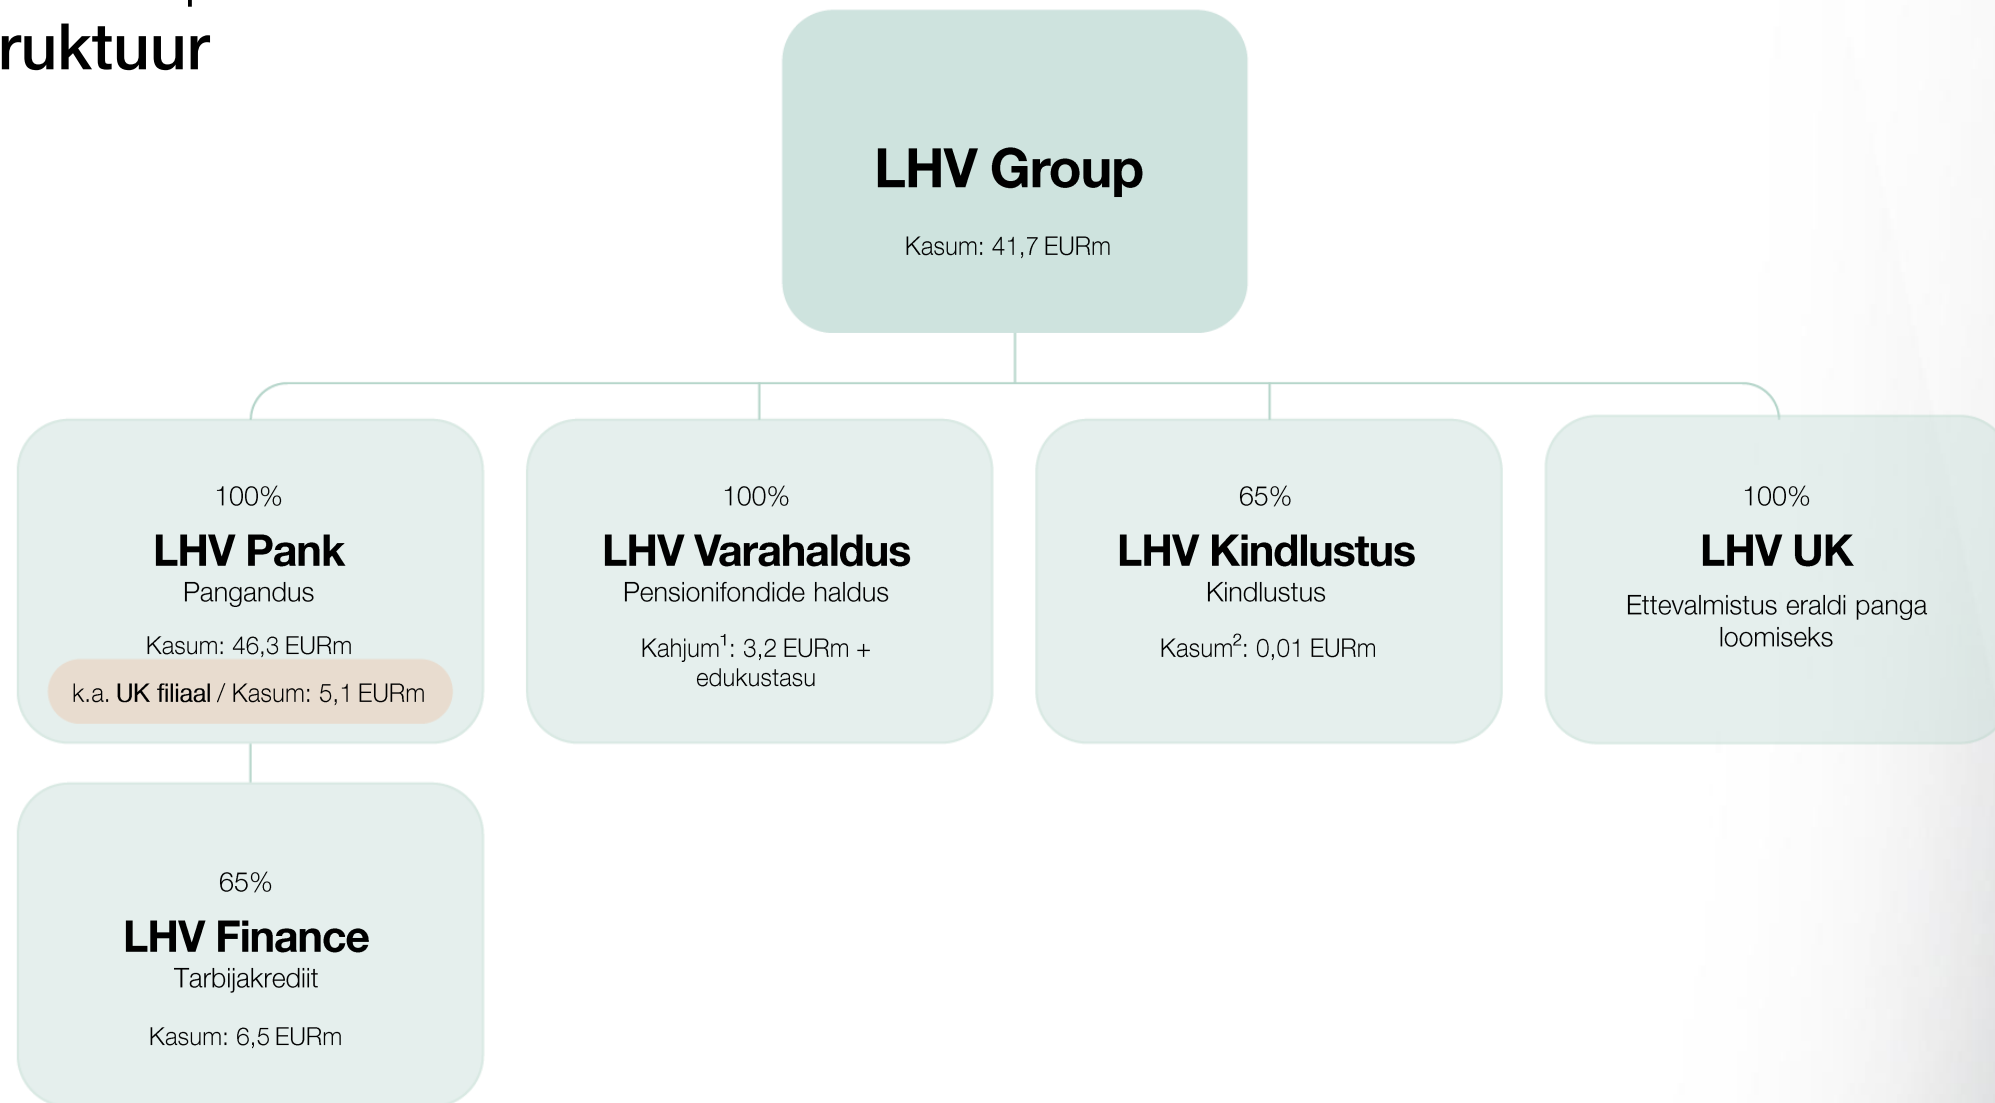 ruktuur
LHV Group
Kasum: 41,7 EURm
100%
LHV Pank
Pangandus
Kasum: 46,3 EURm
k.a. UK filiaal / Kasum: 5,1 EURm
100%
LHV Varahaldus
Pensionifondide haldus
Kahjum¹: 3,2 EURm +
edukustasu
65%
LHV Kindlustus
Kindlustus
Kasum²: 0,01 EURm
100%
LHV UK
Ettevalmistus eraldi panga
loomiseks
65%
LHV Finance
Tarbijakrediit
Kasum: 6,5 EURm